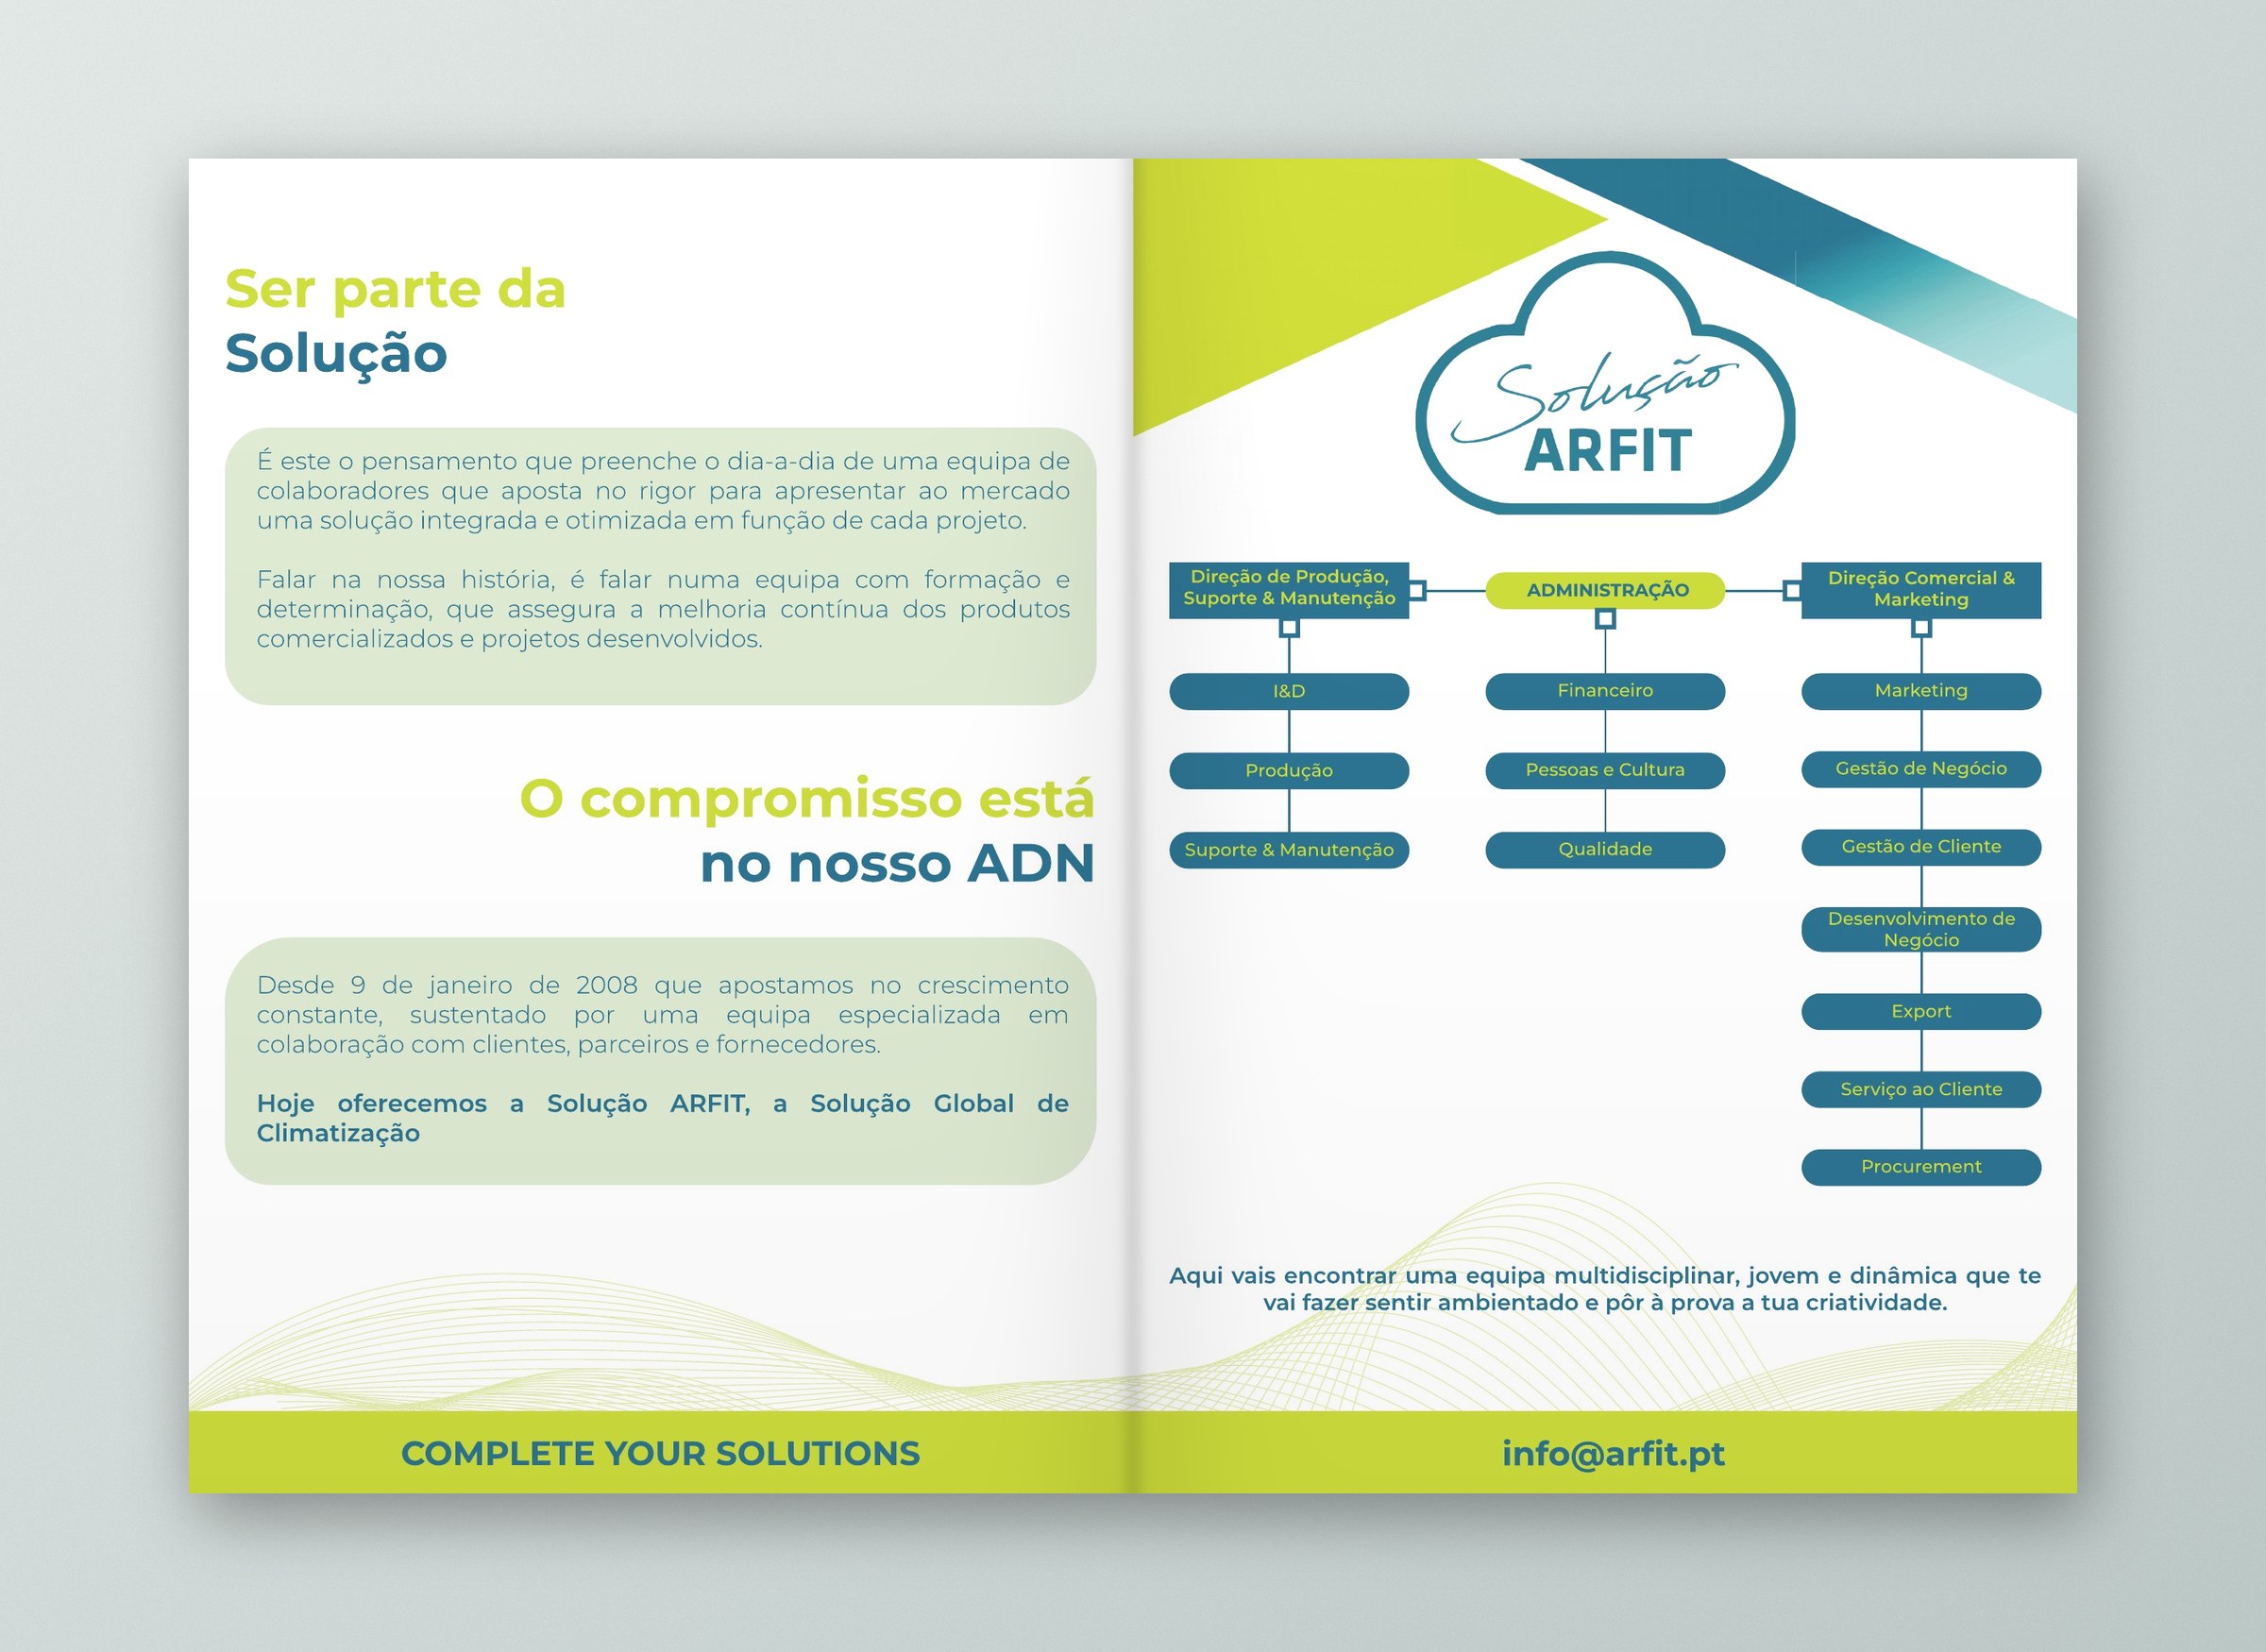 Ser parte da
Solução
É este o pensamento que preenche o dia-a-dia de uma equipa de
colaboradores que aposta no rigor para apresentar ao mercado
uma solução integrada e otimizada em função de cada projeto.
Falar na nossa história, é falar numa equipa com formação e
determinação, que assegura a melhoria contínua dos produtos
comercializados e projetos desenvolvidos.
O compromisso está
no nosso ADN
Desde 9 de janeiro de 2008 que apostamos no crescimento
constante, sustentado por uma equipa especializada em
colaboração com clientes, parceiros e fornecedores.
Hoje oferecemos a Solução ARFIT, a Solução Global de
Climatização
COMPLETE YOUR SOLUTIONS
Solução
ARFIT
Direção de Produção,
Suporte & Manutenção
ADMINISTRAÇÃO
Direção Comercial &
Marketing
I&D
Produção
Suporte & Manutenção
Financeiro
Pessoas e Cultura
Qualidade
Marketing
Gestão de Negócio
Gestão de Cliente
Desenvolvimento de
Negócio
Export
Serviço ao Cliente
Procurement
Aqui vais encontrar uma equipa multidisciplinar, jovem e dinâmica que te
vai fazer sentir ambientado e pôr à prova a tua criatividade.
info@arfit.pt